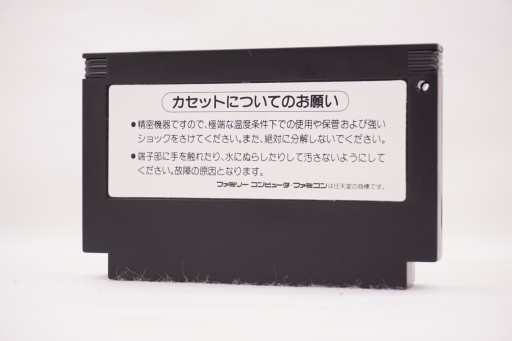 カセットについてのお願い
●精密機器ですので、極端な温度条件下での使用や保管および強い
ショックをさけてください。また、絶対に分解しないでください。
●端子部に手を触れたり、水にぬらしたりして汚さないようにして
ください。故障の原因となります。
ファミリーコンピュータ・ファミコンは任天堂の商標です。